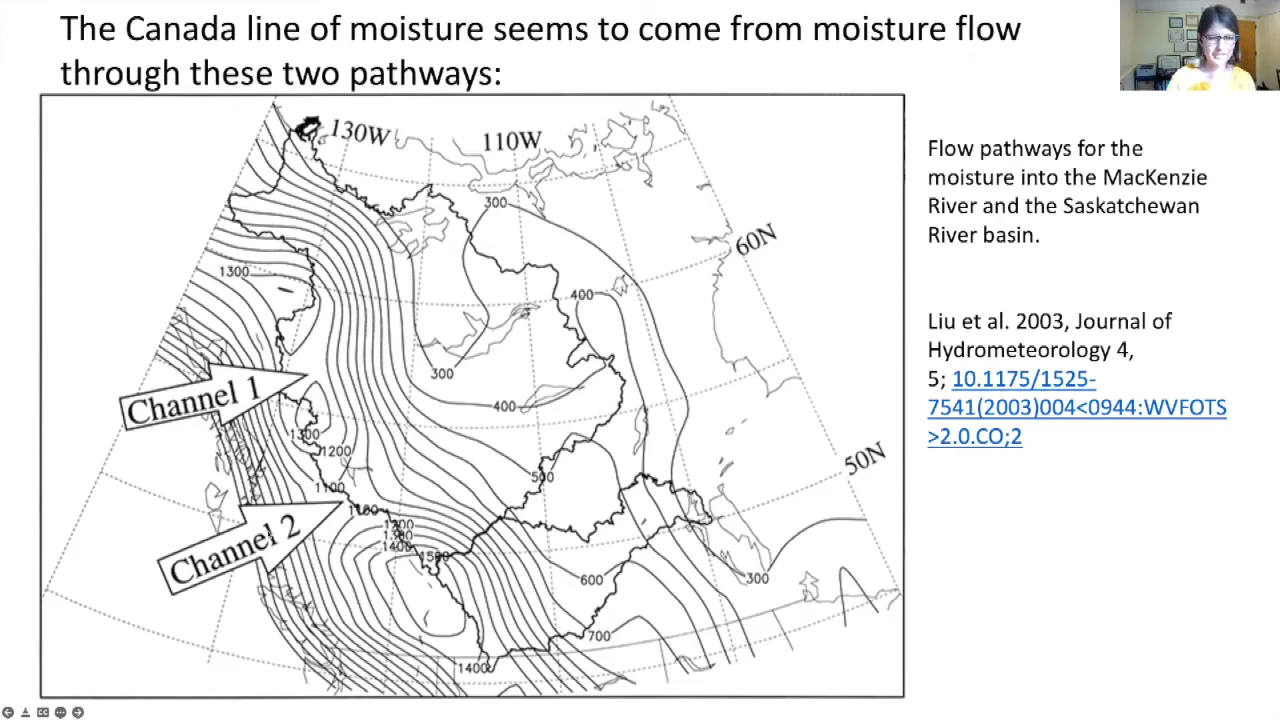 The Canada line of moisture seems to come from moisture flow
through these two pathways:
130W
110W
300
60N
1300
400
300
Channel 1
400
1300
1200
50N
500
1100
1100
1200
1300
1400
1500
Channel 2
600
300
700
1400
Flow pathways for the
moisture into the MacKenzie
River and the Saskatchewan
River basin.
Liu et al. 2003, Journal of
Hydrometeorology 4,
5; 10.1175/1525-
7541(2003)004<0944:WVFOTS
>2.0.CO;2